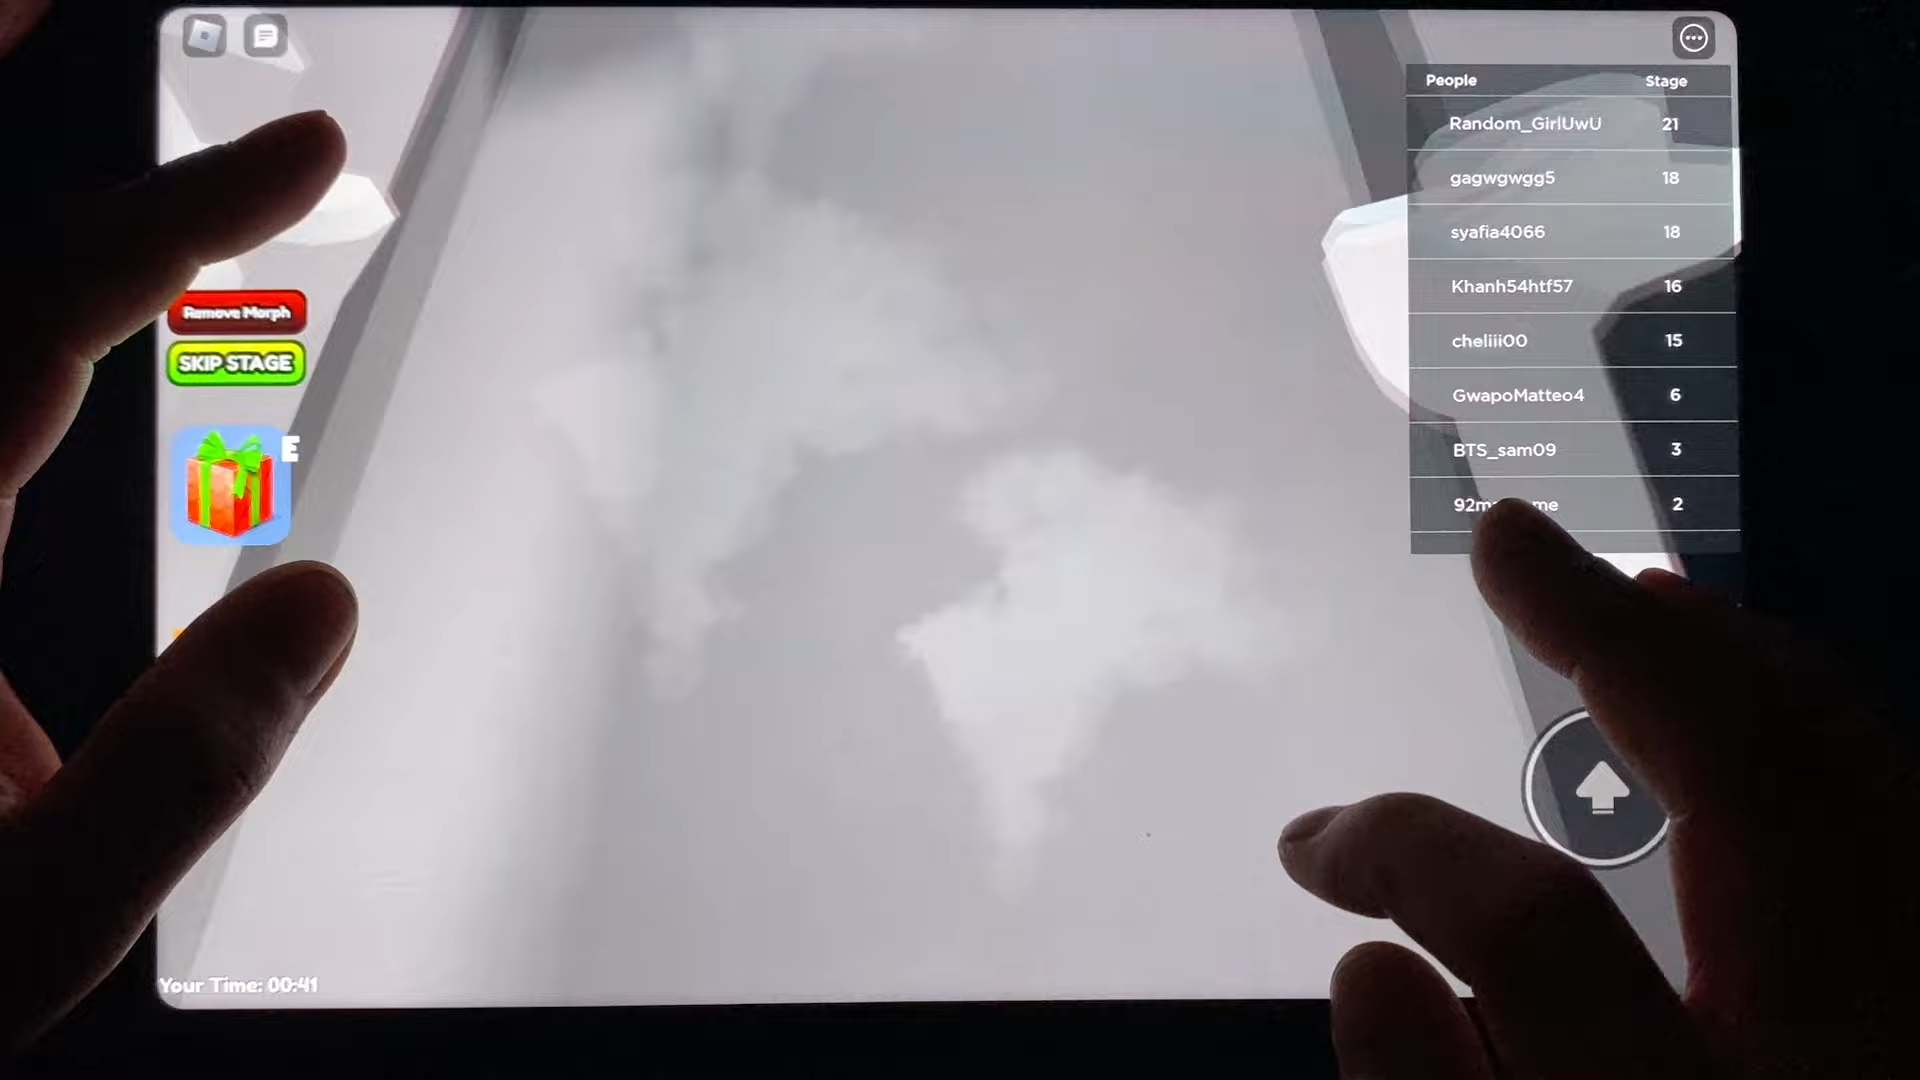 People Stage
Random_GirlUwU 21
gagwgwgg5 18
syafia4066 18
Khanh54htf57 16
cheliii00 15
GwapoMatteo4 6
BTS_sam09 3
2
Remove Morph
SKIP STAGE
E
Your Time: 00:41